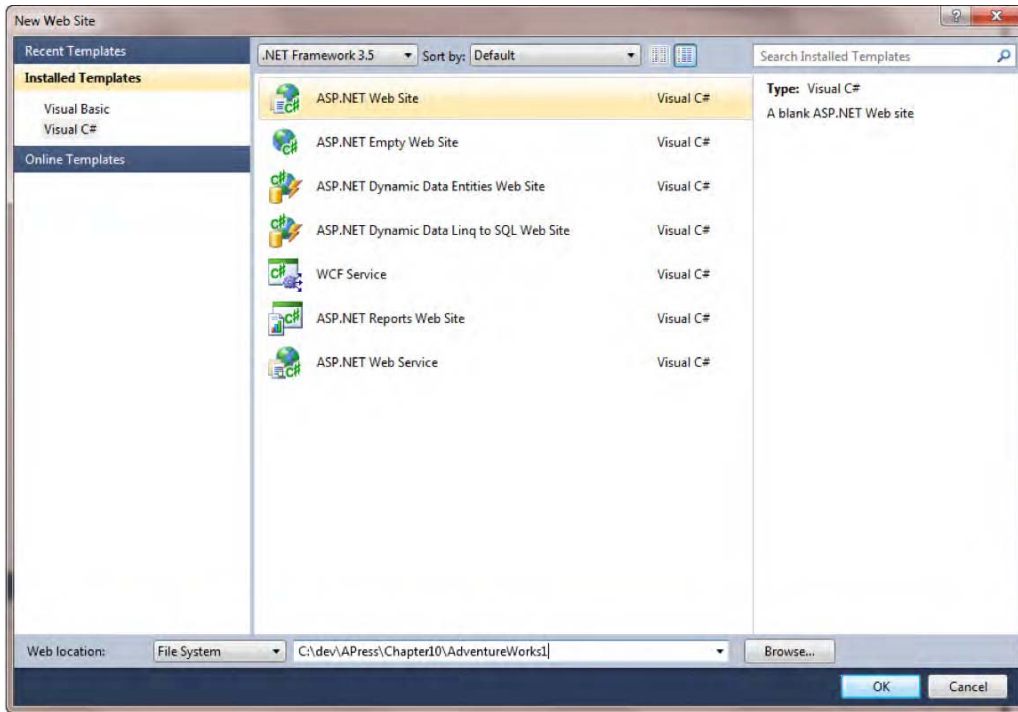 New Web Site
Recent Templates
Installed Templates
Visual Basic
Visual C#
Online Templates
.NET Framework 3.5 Sort by: Default
ASP.NET Web Site Visual C#
ASP.NET Empty Web Site Visual C#
ASP.NET Dynamic Data Entities Web Site Visual C#
ASP.NET Dynamic Data Linq to SQL Web Site Visual C#
WCF Service Visual C#
ASP.NET Reports Web Site Visual C#
ASP.NET Web Service Visual C#
Search Installed Templates
Type: Visual C#
A blank ASP.NET Web site
Web location: File System C:\dev\APress\Chapter10\AdventureWorks1 Browse...
OK Cancel